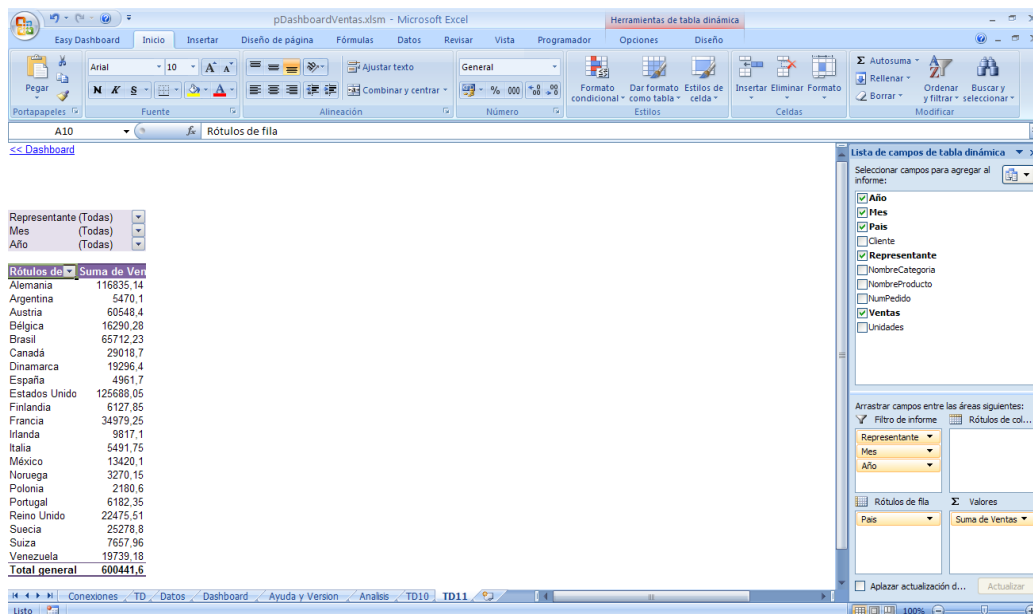 pDashboardVentas.xlsm - Microsoft Excel
Herramientas de tabla dinámica
Easy Dashboard Inicio Insertar Diseño de página Fórmulas Datos Revisar Vista Programador Opciones Diseño
Pegar
Arial 10
Ajustar texto
General
Formato condicional
Dar formato como tabla
Estilos de celda
Insertar Eliminar Formato
Σ Autosuma
Rellenar
Borrar
Ordenar y filtrar
Buscar y seleccionar
N K S
Combinar y centrar
% 000
Portapapeles Fuente Alineación Número Estilos Celdas Modificar
A10 fx Rótulos de fila
<< Dashboard
Representante (Todas)
Mes (Todas)
Año (Todas)
Rótulos de Suma de Ven
Alemania 116835,14
Argentina 5470,1
Austria 60548,4
Bélgica 16290,28
Brasil 65712,23
Canadá 29018,7
Dinamarca 19296,4
España 4961,7
Estados Unido 125688,05
Finlandia 6127,85
Francia 34979,25
Irlanda 9817,1
Italia 5491,75
México 13420,1
Noruega 3270,15
Polonia 2180,6
Portugal 6182,35
Reino Unido 22475,51
Suecia 25278,8
Suiza 7657,96
Venezuela 19739,18
Total general 600441,6
Lista de campos de tabla dinámica
Seleccionar campos para agregar al
informe:
Año
Mes
Pais
Cliente
Representante
NombreCategoria
NombreProducto
NumPedido
Ventas
Unidades
Arrastrar campos entre las áreas siguientes:
Filtro de informe Rótulos de col...
Representante
Mes
Año
Rótulos de fila Σ Valores
Pais Suma de Ventas
Aplazar actualización d... Actualizar
Conexiones TD Datos Dashboard Ayuda y Version Analisis TD10 TD11
Listo 100%